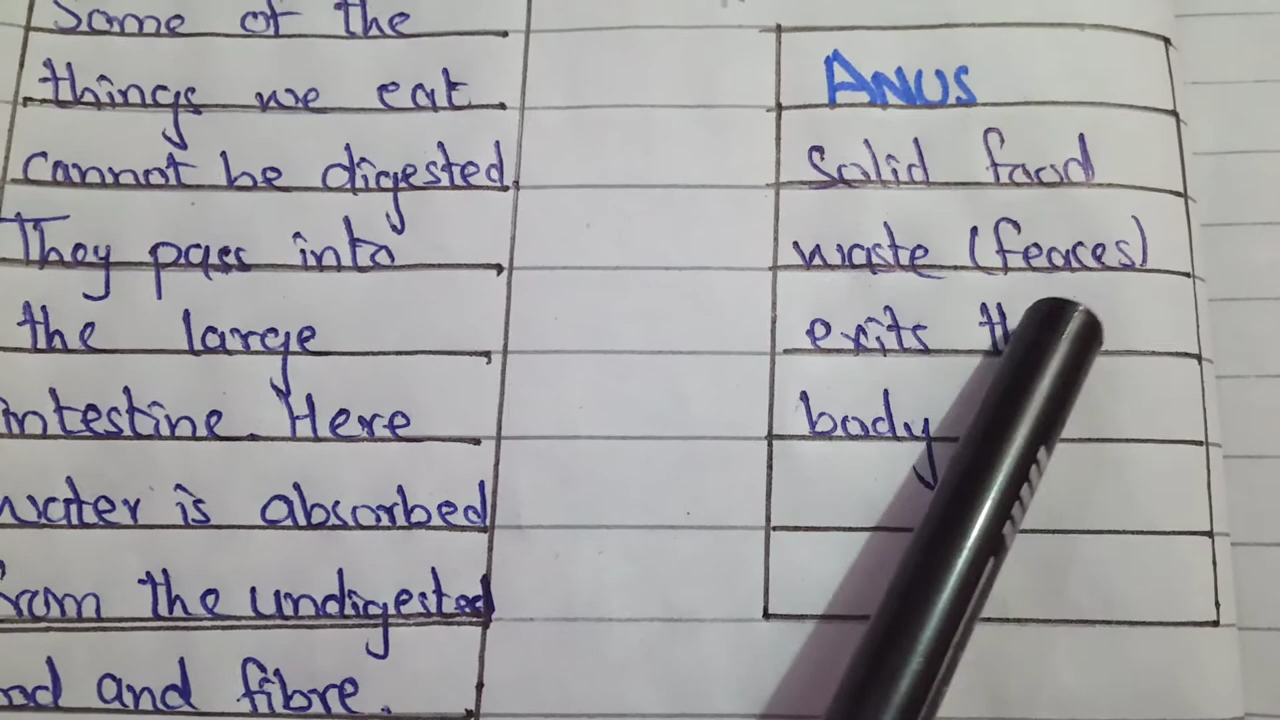 Some of the
things we eat
cannot be digested
They pass into
the large
intestine. Here
water is absorbed
from the undigested
and fibre.
ANUS
Solid food
waste (feaces)
exits
body